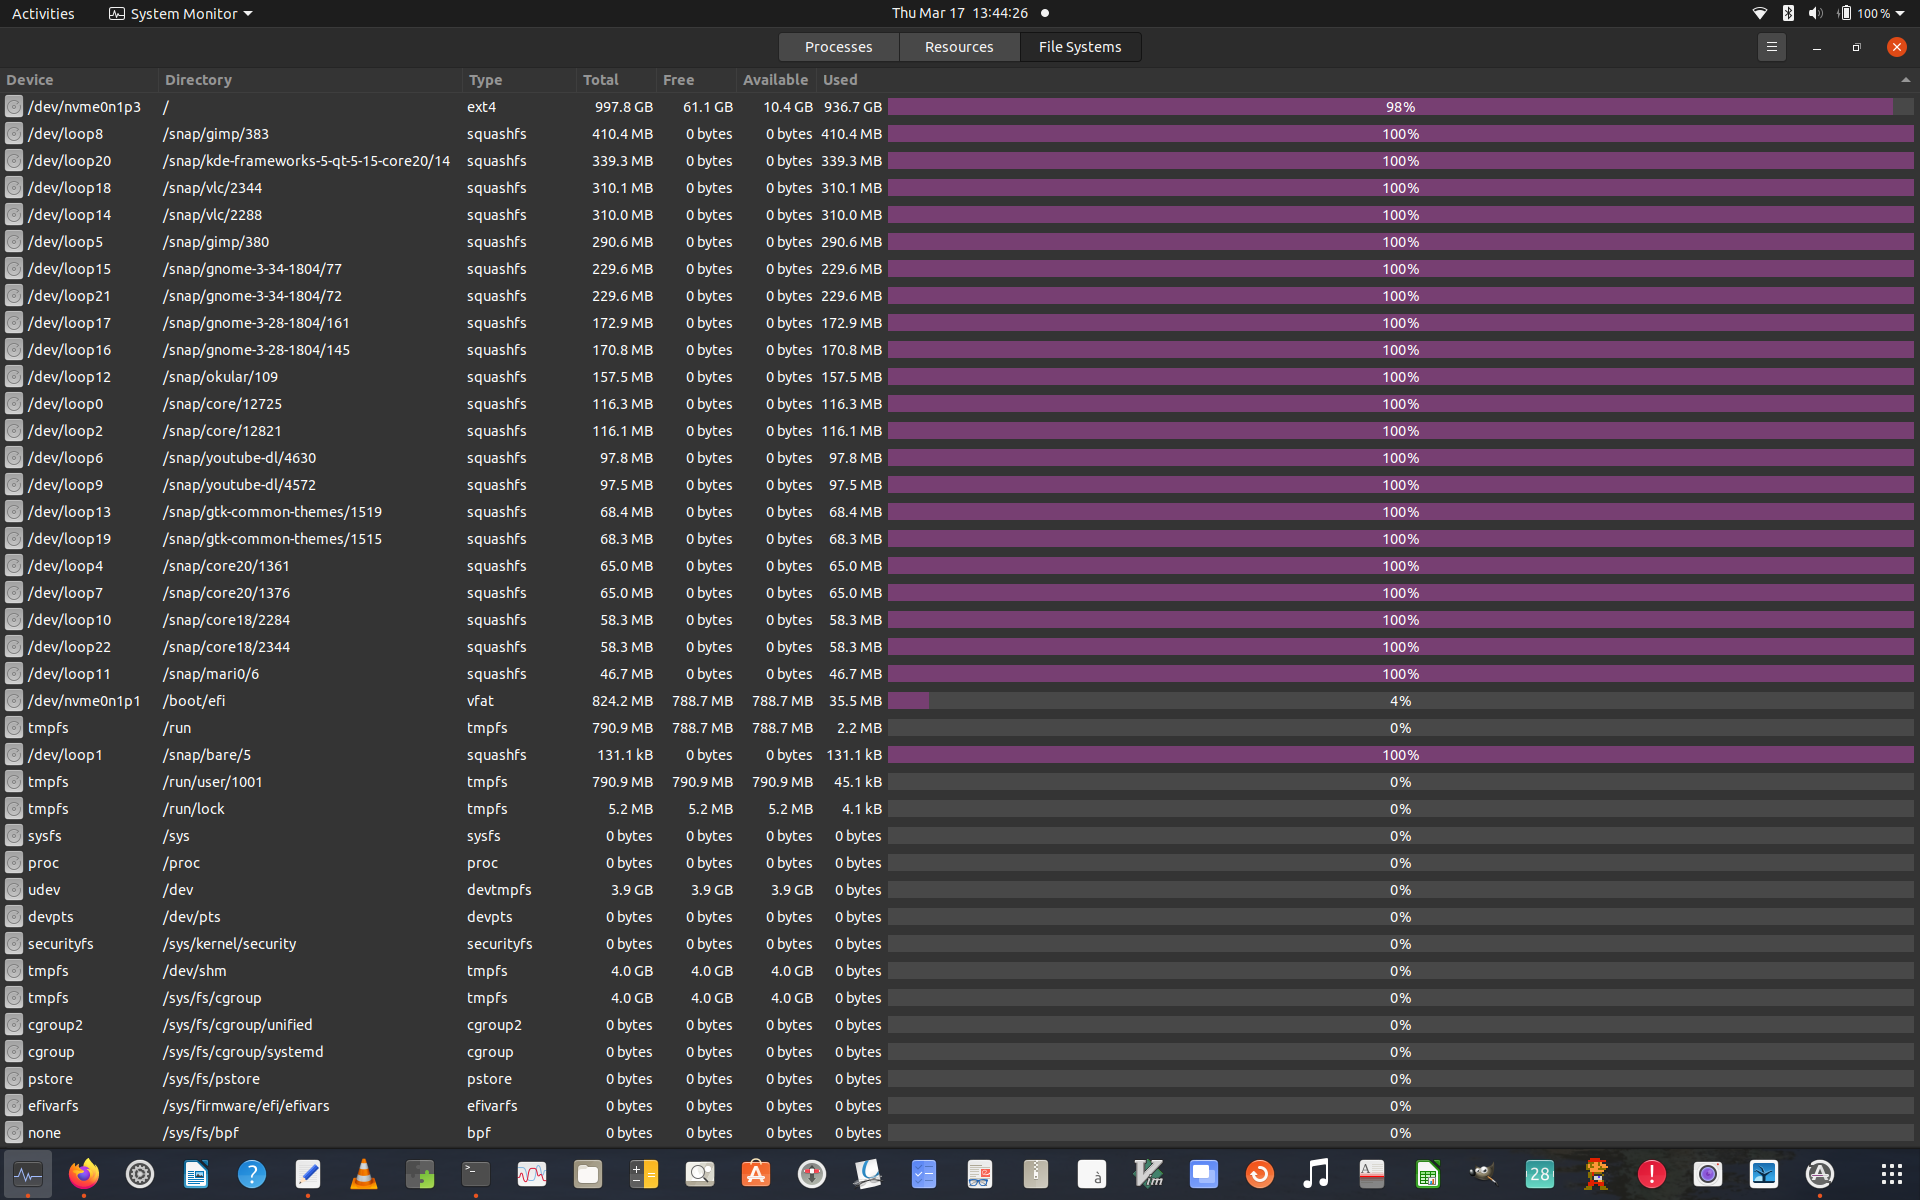 Activities System Monitor Thu Mar 17 13:44:26 100 %
Processes Resources File Systems
Device Directory Type Total Free Available Used
/dev/nvme0n1p3 / ext4 997.8 GB 61.1 GB 10.4 GB 936.7 GB 98%
/dev/loop8 /snap/gimp/383 squashfs 410.4 MB 0 bytes 0 bytes 410.4 MB 100%
/dev/loop20 /snap/kde-frameworks-5-qt-5-15-core20/14 squashfs 339.3 MB 0 bytes 0 bytes 339.3 MB 100%
/dev/loop18 /snap/vlc/2344 squashfs 310.1 MB 0 bytes 0 bytes 310.1 MB 100%
/dev/loop14 /snap/vlc/2288 squashfs 310.0 MB 0 bytes 0 bytes 310.0 MB 100%
/dev/loop5 /snap/gimp/380 squashfs 290.6 MB 0 bytes 0 bytes 290.6 MB 100%
/dev/loop15 /snap/gnome-3-34-1804/77 squashfs 229.6 MB 0 bytes 0 bytes 229.6 MB 100%
/dev/loop21 /snap/gnome-3-34-1804/72 squashfs 229.6 MB 0 bytes 0 bytes 229.6 MB 100%
/dev/loop17 /snap/gnome-3-28-1804/161 squashfs 172.9 MB 0 bytes 0 bytes 172.9 MB 100%
/dev/loop16 /snap/gnome-3-28-1804/145 squashfs 170.8 MB 0 bytes 0 bytes 170.8 MB 100%
/dev/loop12 /snap/okular/109 squashfs 157.5 MB 0 bytes 0 bytes 157.5 MB 100%
/dev/loop0 /snap/core/12725 squashfs 116.3 MB 0 bytes 0 bytes 116.3 MB 100%
/dev/loop2 /snap/core/12821 squashfs 116.1 MB 0 bytes 0 bytes 116.1 MB 100%
/dev/loop6 /snap/youtube-dl/4630 squashfs 97.8 MB 0 bytes 0 bytes 97.8 MB 100%
/dev/loop9 /snap/youtube-dl/4572 squashfs 97.5 MB 0 bytes 0 bytes 97.5 MB 100%
/dev/loop13 /snap/gtk-common-themes/1519 squashfs 68.4 MB 0 bytes 0 bytes 68.4 MB 100%
/dev/loop19 /snap/gtk-common-themes/1515 squashfs 68.3 MB 0 bytes 0 bytes 68.3 MB 100%
/dev/loop4 /snap/core20/1361 squashfs 65.0 MB 0 bytes 0 bytes 65.0 MB 100%
/dev/loop7 /snap/core20/1376 squashfs 65.0 MB 0 bytes 0 bytes 65.0 MB 100%
/dev/loop10 /snap/core18/2284 squashfs 58.3 MB 0 bytes 0 bytes 58.3 MB 100%
/dev/loop22 /snap/core18/2344 squashfs 58.3 MB 0 bytes 0 bytes 58.3 MB 100%
/dev/loop11 /snap/mari0/6 squashfs 46.7 MB 0 bytes 0 bytes 46.7 MB 100%
/dev/nvme0n1p1 /boot/efi vfat 824.2 MB 788.7 MB 788.7 MB 35.5 MB 4%
tmpfs /run tmpfs 790.9 MB 788.7 MB 788.7 MB 2.2 MB 0%
/dev/loop1 /snap/bare/5 squashfs 131.1 kB 0 bytes 0 bytes 131.1 kB 100%
tmpfs /run/user/1001 tmpfs 790.9 MB 790.9 MB 790.9 MB 45.1 kB 0%
tmpfs /run/lock tmpfs 5.2 MB 5.2 MB 5.2 MB 4.1 kB 0%
sysfs /sys sysfs 0 bytes 0 bytes 0 bytes 0 bytes 0%
proc /proc proc 0 bytes 0 bytes 0 bytes 0 bytes 0%
udev /dev devtmpfs 3.9 GB 3.9 GB 3.9 GB 0 bytes 0%
devpts /dev/pts devpts 0 bytes 0 bytes 0 bytes 0 bytes 0%
securityfs /sys/kernel/security securityfs 0 bytes 0 bytes 0 bytes 0 bytes 0%
tmpfs /dev/shm tmpfs 4.0 GB 4.0 GB 4.0 GB 0 bytes 0%
tmpfs /sys/fs/cgroup tmpfs 4.0 GB 4.0 GB 4.0 GB 0 bytes 0%
cgroup2 /sys/fs/cgroup/unified cgroup2 0 bytes 0 bytes 0 bytes 0 bytes 0%
cgroup /sys/fs/cgroup/systemd cgroup 0 bytes 0 bytes 0 bytes 0 bytes 0%
pstore /sys/fs/pstore pstore 0 bytes 0 bytes 0 bytes 0 bytes 0%
efivarfs /sys/firmware/efi/efivars efivarfs 0 bytes 0 bytes 0 bytes 0 bytes 0%
none /sys/fs/bpf bpf 0 bytes 0 bytes 0 bytes 0 bytes 0%
? à Vim A 28 !